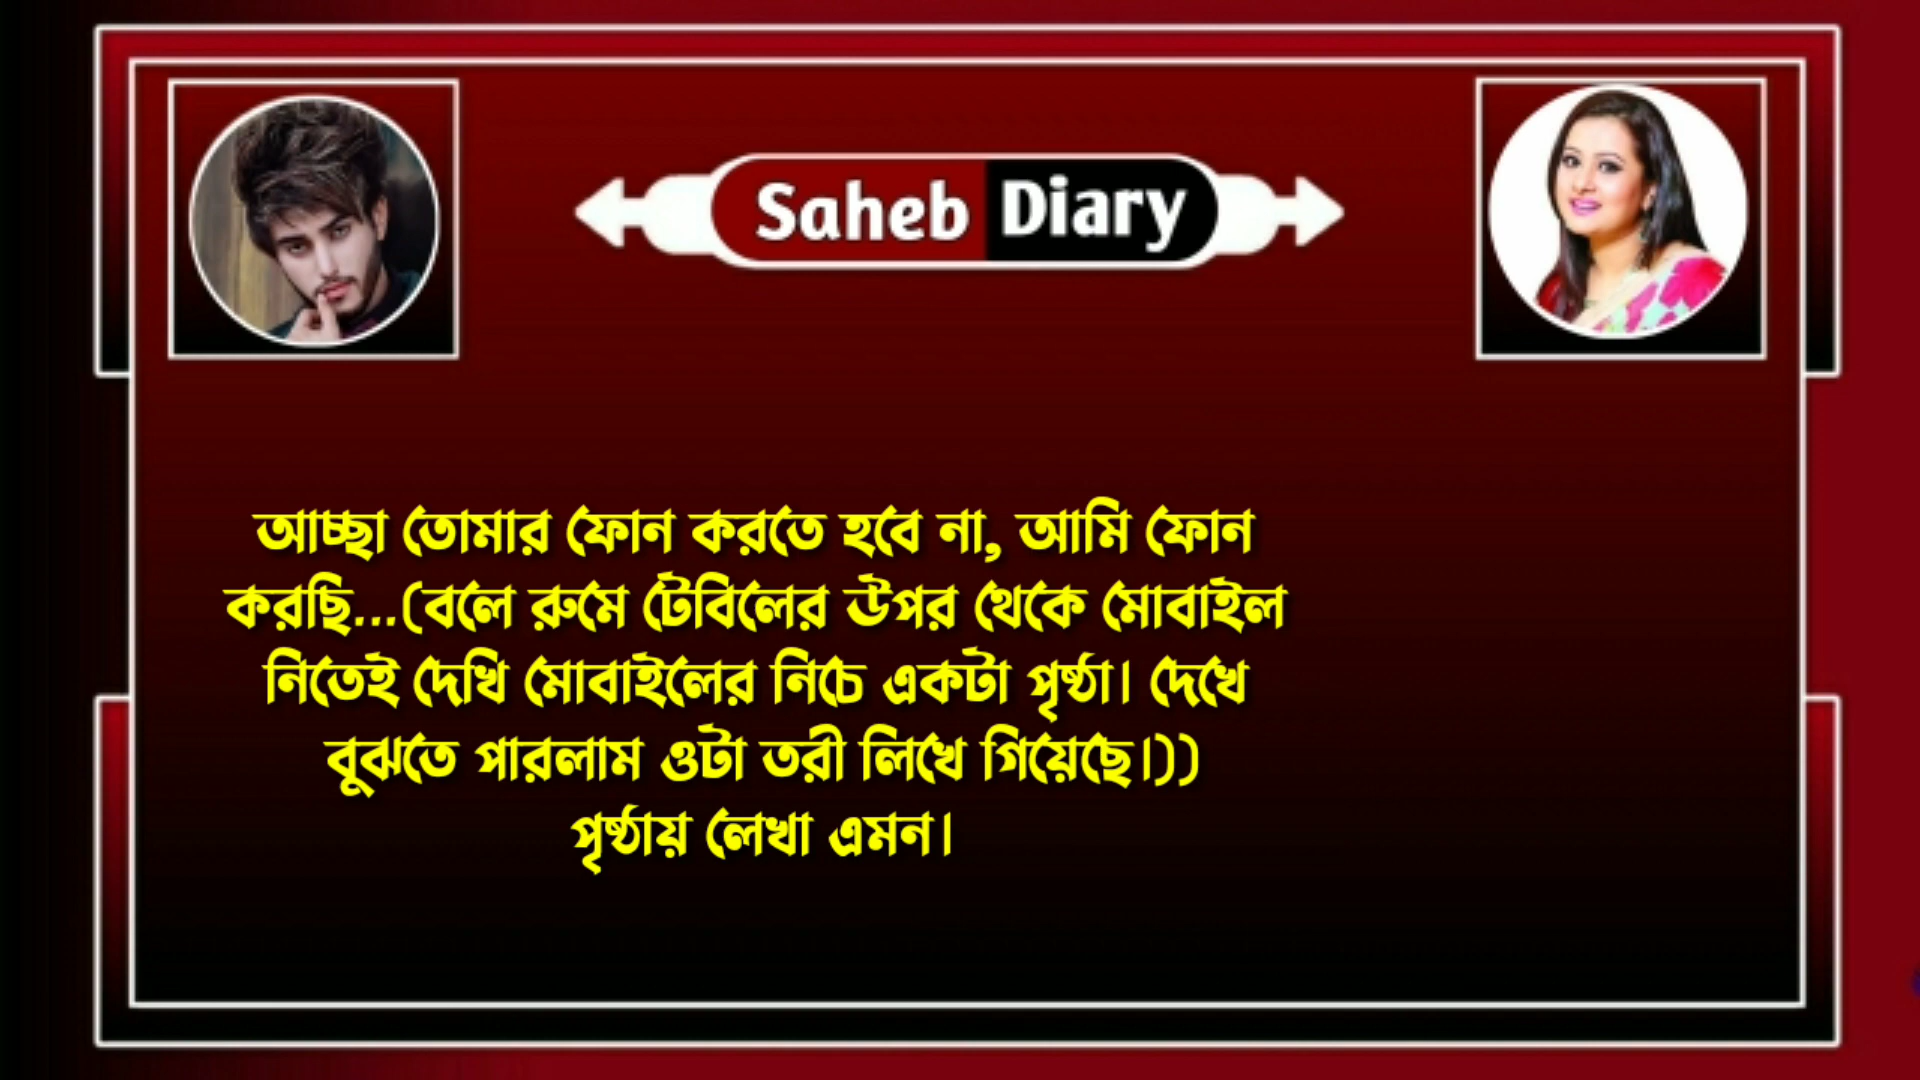 Saheb Diary
আচ্ছা তোমার ফোন করতে হবে না, আমি ফোন
করছি...(বলে রুমে টেবিলের উপর থেকে মোবাইল
নিতেই দেখি মোবাইলের নিচে একটা পৃষ্ঠা। দেখে
বুঝতে পারলাম ওটা তরী লিখে গিয়েছে।))
পৃষ্ঠায় লেখা এমন।